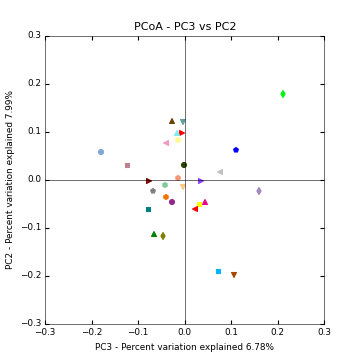 PCoA - PC3 vs PC2
0.3
0.2
0.1
0.0
−0.1
−0.2
−0.3
PC2 - Percent variation explained 7.99%
−0.3 −0.2 −0.1 0.0 0.1 0.2 0.3
PC3 - Percent variation explained 6.78%